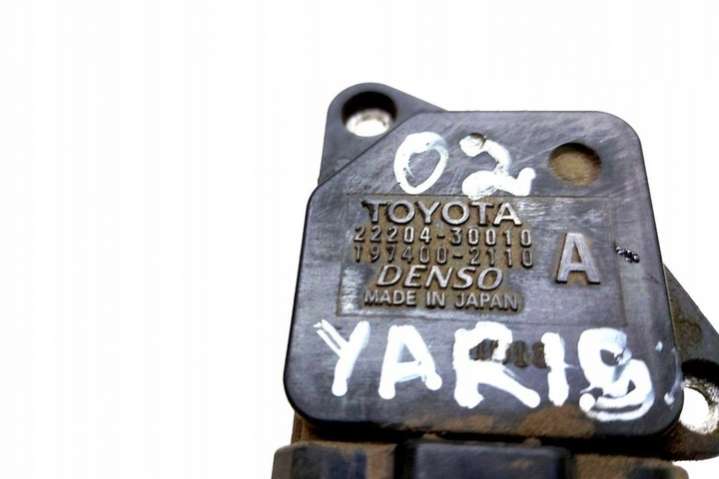 02
TOYOTA
22204-30010
197400-2110
A
DENSO
MADE IN JAPAN
YARIS